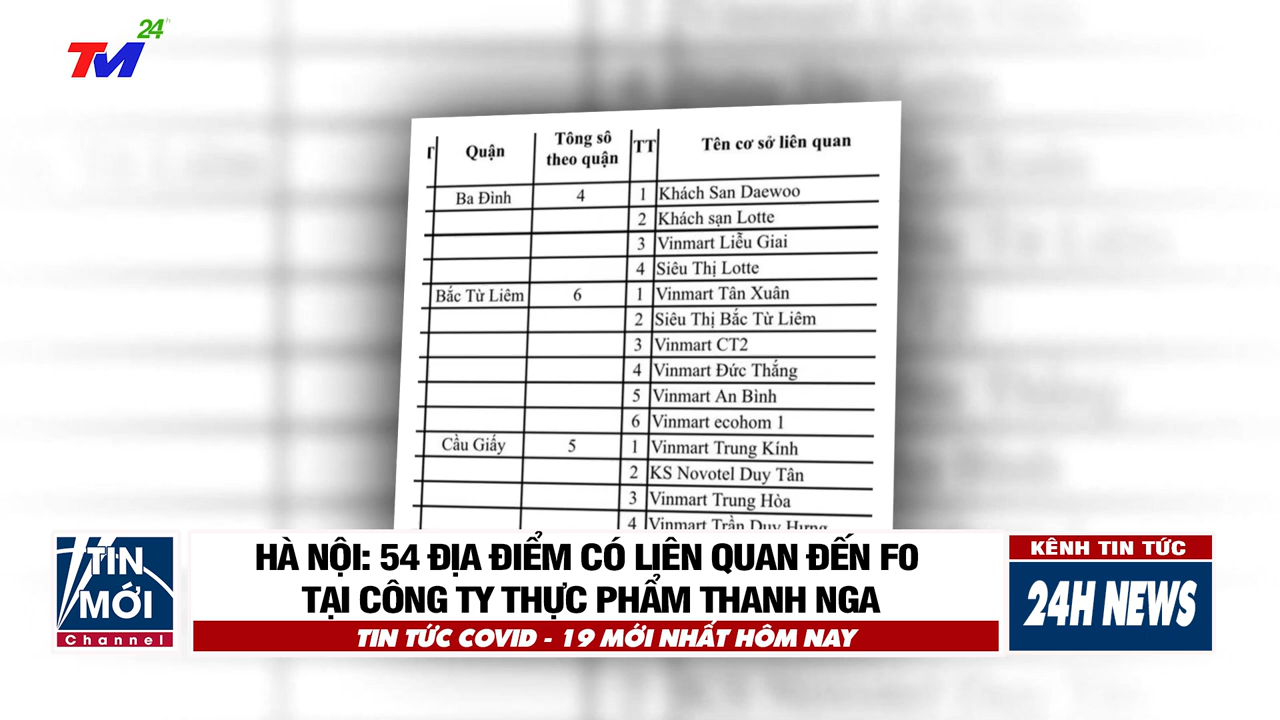 TM 24h
T Quận Tông sô theo quận TT Tên cơ sở liên quan
Ba Đình 4 1 Khách San Daewoo
2 Khách sạn Lotte
3 Vinmart Liễu Giai
4 Siêu Thị Lotte
Bắc Từ Liêm 6 1 Vinmart Tân Xuân
2 Siêu Thị Bắc Từ Liêm
3 Vinmart CT2
4 Vinmart Đức Thắng
5 Vinmart An Bình
6 Vinmart ecohom 1
Cầu Giấy 5 1 Vinmart Trung Kính
2 KS Novotel Duy Tân
3 Vinmart Trung Hòa
4 Vinmart Trần Duy Hưng
TIN MỚI
Channel
HÀ NỘI: 54 ĐỊA ĐIỂM CÓ LIÊN QUAN ĐẾN F0
TẠI CÔNG TY THỰC PHẨM THANH NGA
TIN TỨC COVID - 19 MỚI NHẤT HÔM NAY
KÊNH TIN TỨC
24H NEWS